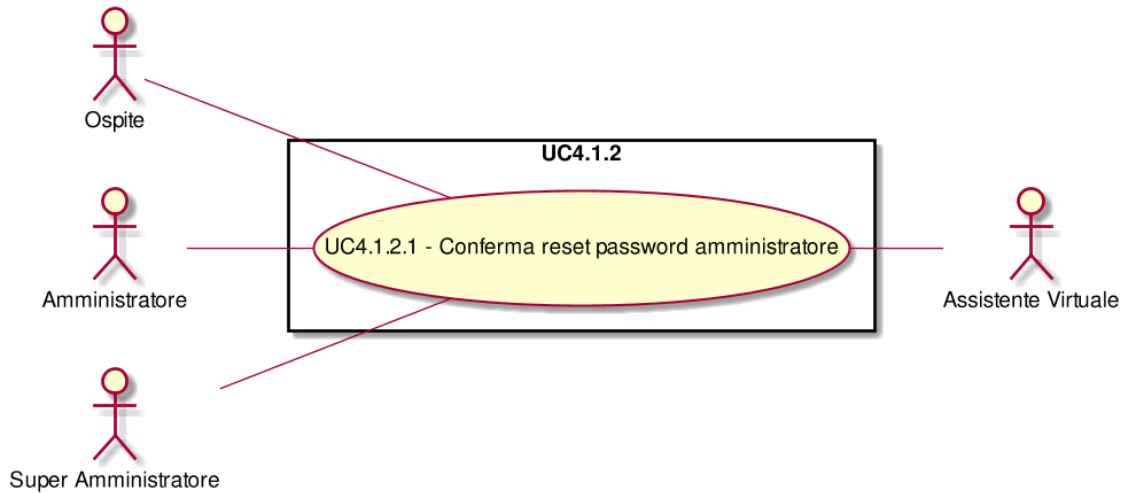 Ospite
UC4.1.2
UC4.1.2.1 - Conferma reset password amministratore
Amministratore
Assistente Virtuale
Super Amministratore